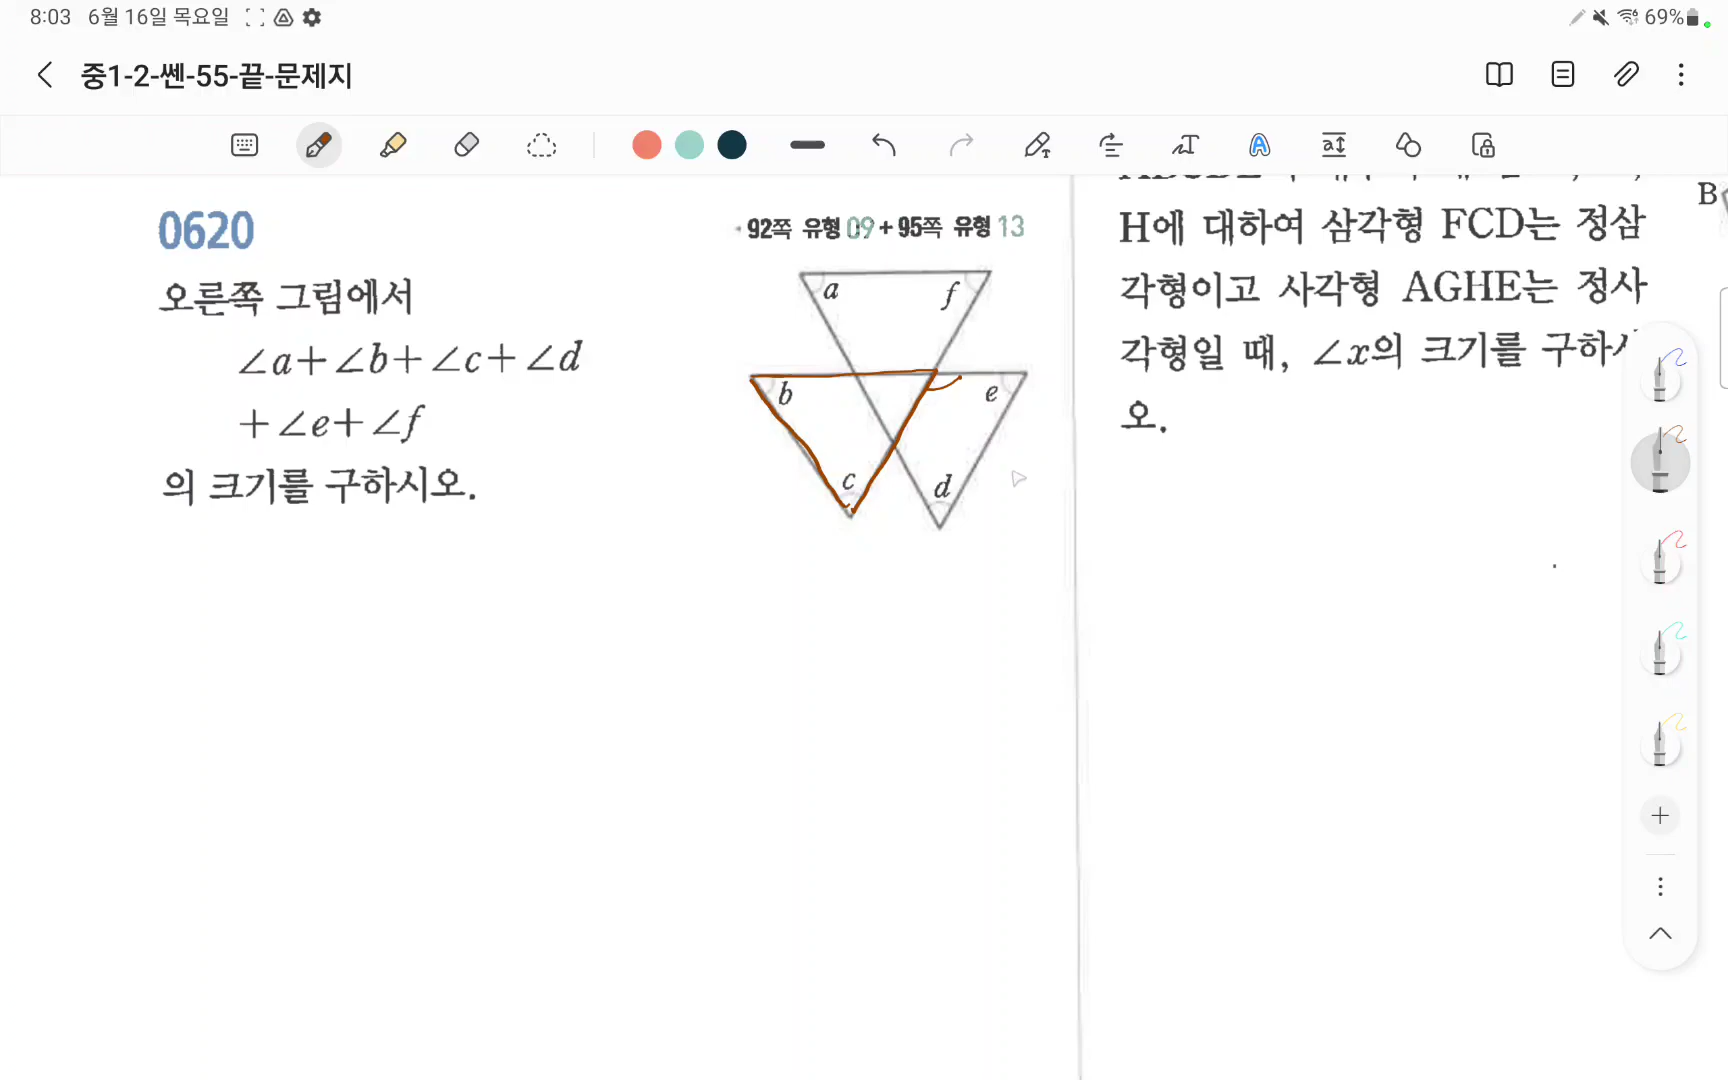 8:03 6월 16일 목요일
69%
중1-2-쎈-55-끝-문제지
0620
92쪽 유형 09 + 95쪽 유형 13
오른쪽 그림에서
∠a+∠b+∠c+∠d
+∠e+∠f
의 크기를 구하시오.
a f
b e
c d
B
H에 대하여 삼각형 FCD는 정삼
각형이고 사각형 AGHE는 정사
각형일 때, ∠x의 크기를 구하시
오.